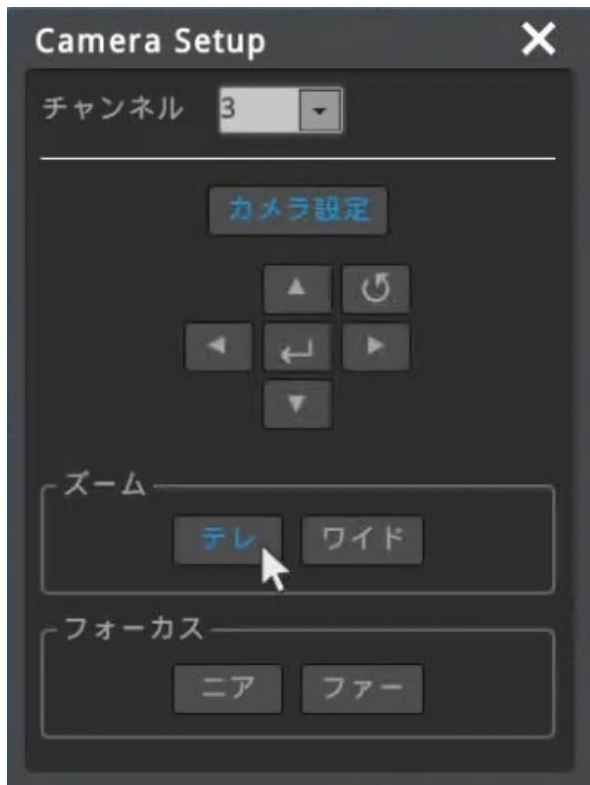 Camera Setup
チャンネル 3
カメラ設定
ズーム
テレ ワイド
フォーカス
ニア ファー